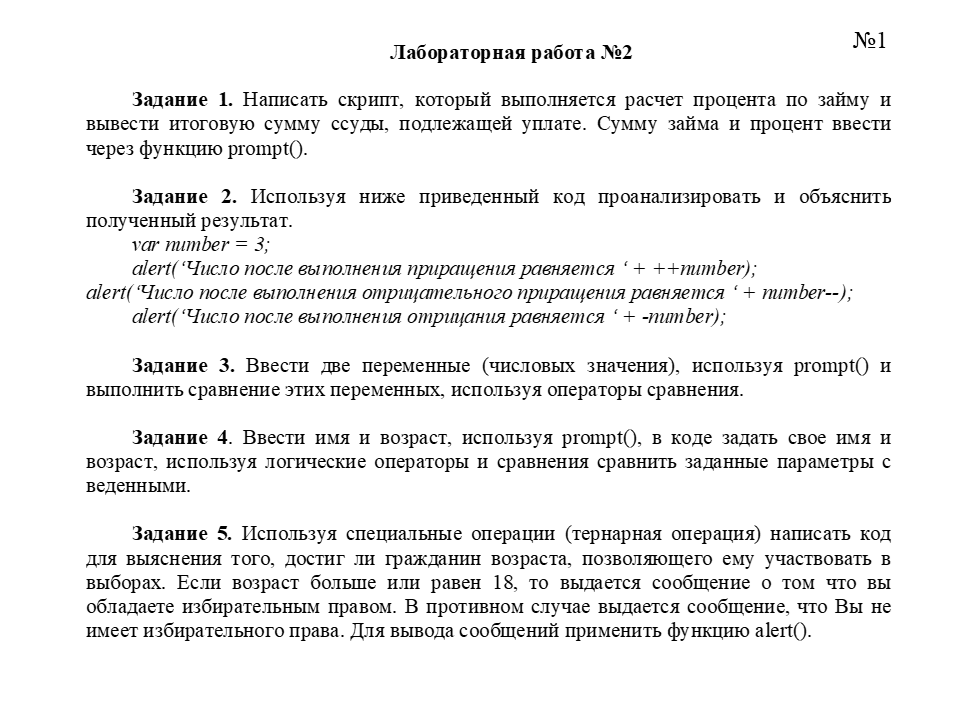 №1
Лабораторная работа №2
Задание 1. Написать скрипт, который выполняется расчет процента по займу и
вывести итоговую сумму ссуды, подлежащей уплате. Сумму займа и процент ввести
через функцию prompt().
Задание 2. Используя ниже приведенный код проанализировать и объяснить
полученный результат.
var number = 3;
alert(‘Число после выполнения приращения равняется ‘ + ++number);
alert(‘Число после выполнения отрицательного приращения равняется ‘ + number--);
alert(‘Число после выполнения отрицания равняется ‘ + -number);
Задание 3. Ввести две переменные (числовых значения), используя prompt() и
выполнить сравнение этих переменных, используя операторы сравнения.
Задание 4. Ввести имя и возраст, используя prompt(), в коде задать свое имя и
возраст, используя логические операторы и сравнения сравнить заданные параметры с
веденными.
Задание 5. Используя специальные операции (тернарная операция) написать код
для выяснения того, достиг ли гражданин возраста, позволяющего ему участвовать в
выборах. Если возраст больше или равен 18, то выдается сообщение о том что вы
обладаете избирательным правом. В противном случае выдается сообщение, что Вы не
имеет избирательного права. Для вывода сообщений применить функцию alert().